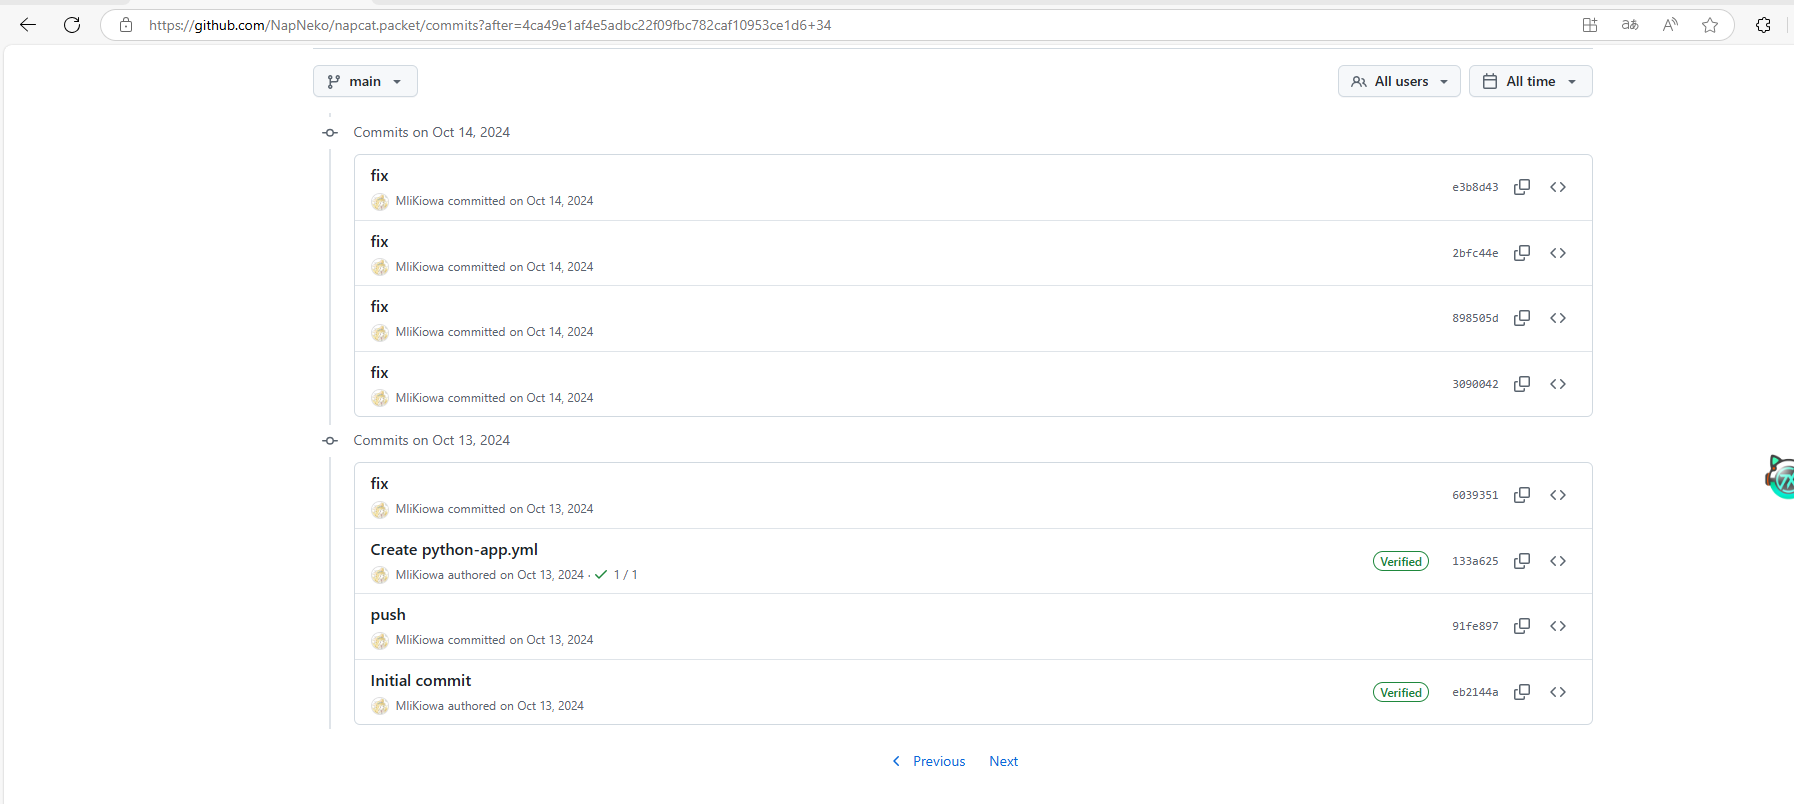 https://github.com/NapNeko/napcat.packet/commits?after=4ca49e1af4e5adbc22f09fbc782caf10953ce1d6+34
main
All users
All time
Commits on Oct 14, 2024
fix
e3b8d43
MliKiowa committed on Oct 14, 2024
fix
2bfc44e
MliKiowa committed on Oct 14, 2024
fix
898505d
MliKiowa committed on Oct 14, 2024
fix
3090042
MliKiowa committed on Oct 14, 2024
Commits on Oct 13, 2024
fix
6039351
MliKiowa committed on Oct 13, 2024
Create python-app.yml
Verified 133a625
MliKiowa authored on Oct 13, 2024 · ✓ 1 / 1
push
91fe897
MliKiowa committed on Oct 13, 2024
Initial commit
Verified eb2144a
MliKiowa authored on Oct 13, 2024
Previous Next